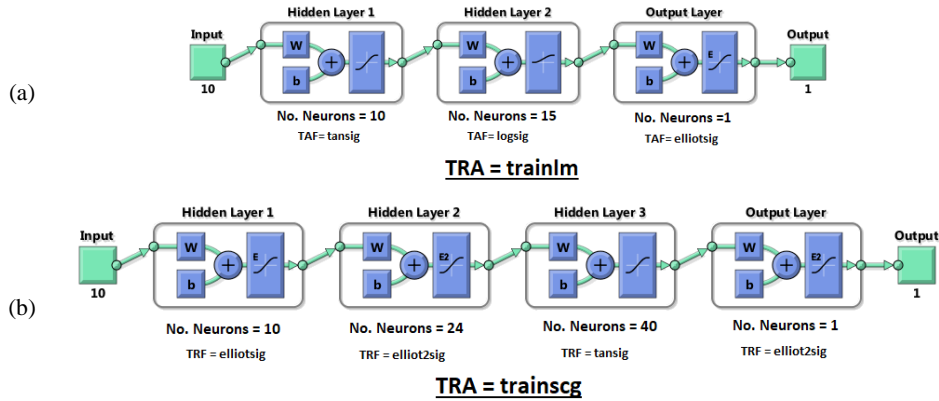 (a)
Input
10
Hidden Layer 1
W
b
No. Neurons = 10
TAF= tansig
Hidden Layer 2
W
b
No. Neurons = 15
TAF= logsig
Output Layer
W
b
E
No. Neurons =1
TAF= elliotsig
Output
1
TRA = trainlm
(b)
Input
10
Hidden Layer 1
W
b
E
No. Neurons = 10
TRF = elliotsig
Hidden Layer 2
W
b
E2
No. Neurons = 24
TRF = elliot2sig
Hidden Layer 3
W
b
No. Neurons = 40
TRF = tansig
Output Layer
W
b
E2
No. Neurons = 1
TRF = elliot2sig
Output
1
TRA = trainscg